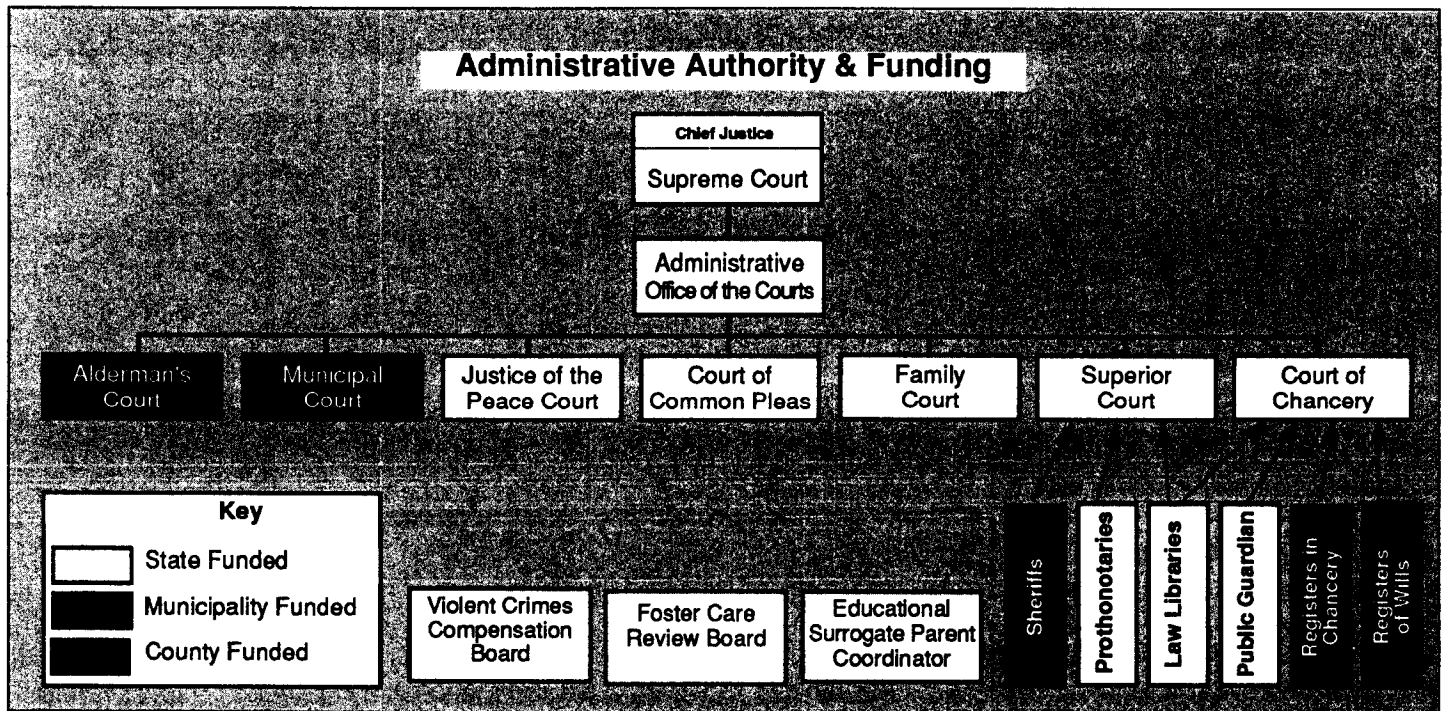 Administrative Authority & Funding
Chief Justice
Supreme Court
Administrative
Office of the Courts
Alderman's
Court
Municipal
Court
Justice of the
Peace Court
Court of
Common Pleas
Family
Court
Superior
Court
Court of
Chancery
Key
State Funded
Municipality Funded
County Funded
Violent Crimes
Compensation
Board
Foster Care
Review Board
Educational
Surrogate Parent
Coordinator
Sheriffs
Prothonotaries
Law Libraries
Public Guardian
Registers in
Chancery
Registers
of Wills